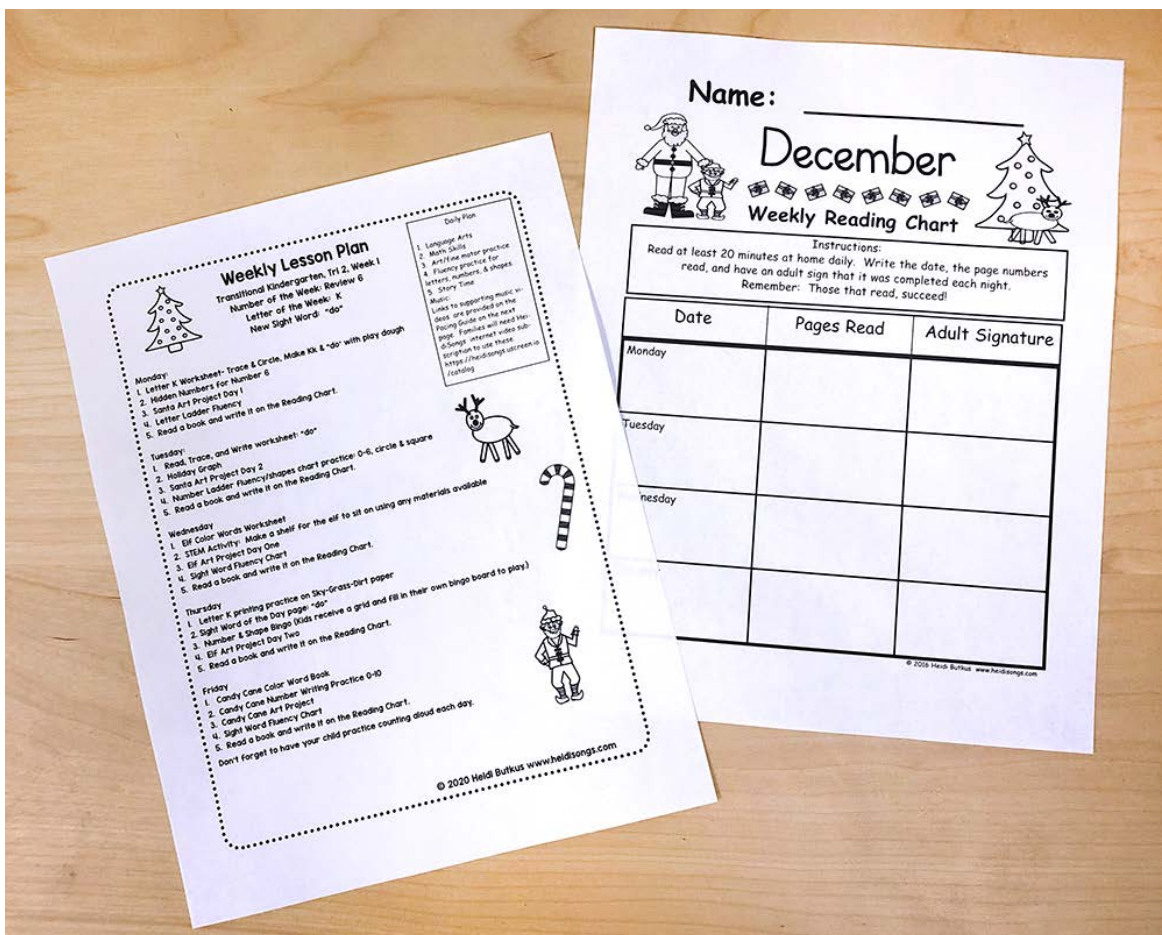 Weekly Lesson Plan
Transitional Kindergarten, Tri 2, Week 1
Number of the Week: Review 6
Letter of the Week: K
New Sight Word: "do"
Daily Plan
1. Language Arts
2. Math Skills
3. Art/fine motor practice
4. Fluency practice for
letters, numbers, & shapes.
5. Story Time
Music:
Links to supporting music vi-
deos are provided on the
Pacing Guide on the next
page. Families will need Hei-
diSongs internet video sub-
scription to use these.
https://heidisongs.uscreen.io
/catalog
Monday:
1. Letter K Worksheet- Trace & Circle, Make Kk & "do" with play dough
2. Hidden Numbers for Number 6
3. Santa Art Project Day 1
4. Letter Ladder Fluency
5. Read a book and write it on the Reading Chart.
Tuesday:
1. Read, Trace, and Write worksheet: "do"
2. Holiday Graph
3. Santa Art Project Day 2
4. Number Ladder Fluency/shapes chart practice: 0-6, circle & square
5. Read a book and write it on the Reading Chart.
Wednesday
1. Elf Color Words Worksheet
2. STEM Activity: Make a shelf for the elf to sit on using any materials available
3. Elf Art Project Day One
4. Sight Word Fluency Chart
5. Read a book and write it on the Reading Chart.
Thursday
1. Letter K printing practice on Sky-Grass-Dirt paper
2. Sight Word of the Day page: "do"
3. Number & Shape Bingo (Kids receive a grid and fill in their own bingo board to play.)
4. Elf Art Project Day Two
5. Read a book and write it on the Reading Chart.
Friday
1. Candy Cane Color Word Book
2. Candy Cane Number Writing Practice 0-10
3. Candy Cane Art Project
4. Sight Word Fluency Chart
5. Read a book and write it on the Reading Chart.
Don't forget to have your child practice counting aloud each day.
© 2020 Heidi Butkus www.heidisongs.com
Name:
December
Weekly Reading Chart
Instructions:
Read at least 20 minutes at home daily. Write the date, the page numbers
read, and have an adult sign that it was completed each night.
Remember: Those that read, succeed!
Date Pages Read Adult Signature
Monday
Tuesday
nesday
© 2016 Heidi Butkus www.heidisongs.com